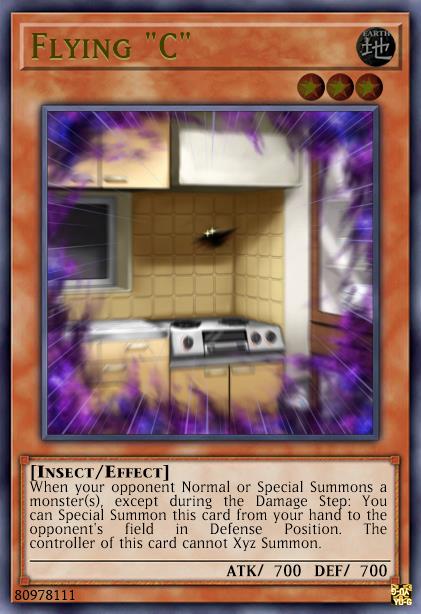 FLYING "C"
EARTH
地
[INSECT/EFFECT]
When your opponent Normal or Special Summons a
monster(s), except during the Damage Step: You
can Special Summon this card from your hand to the
opponent's field in Defense Position. The
controller of this card cannot Xyz Summon.
ATK/ 700 DEF/ 700
80978111